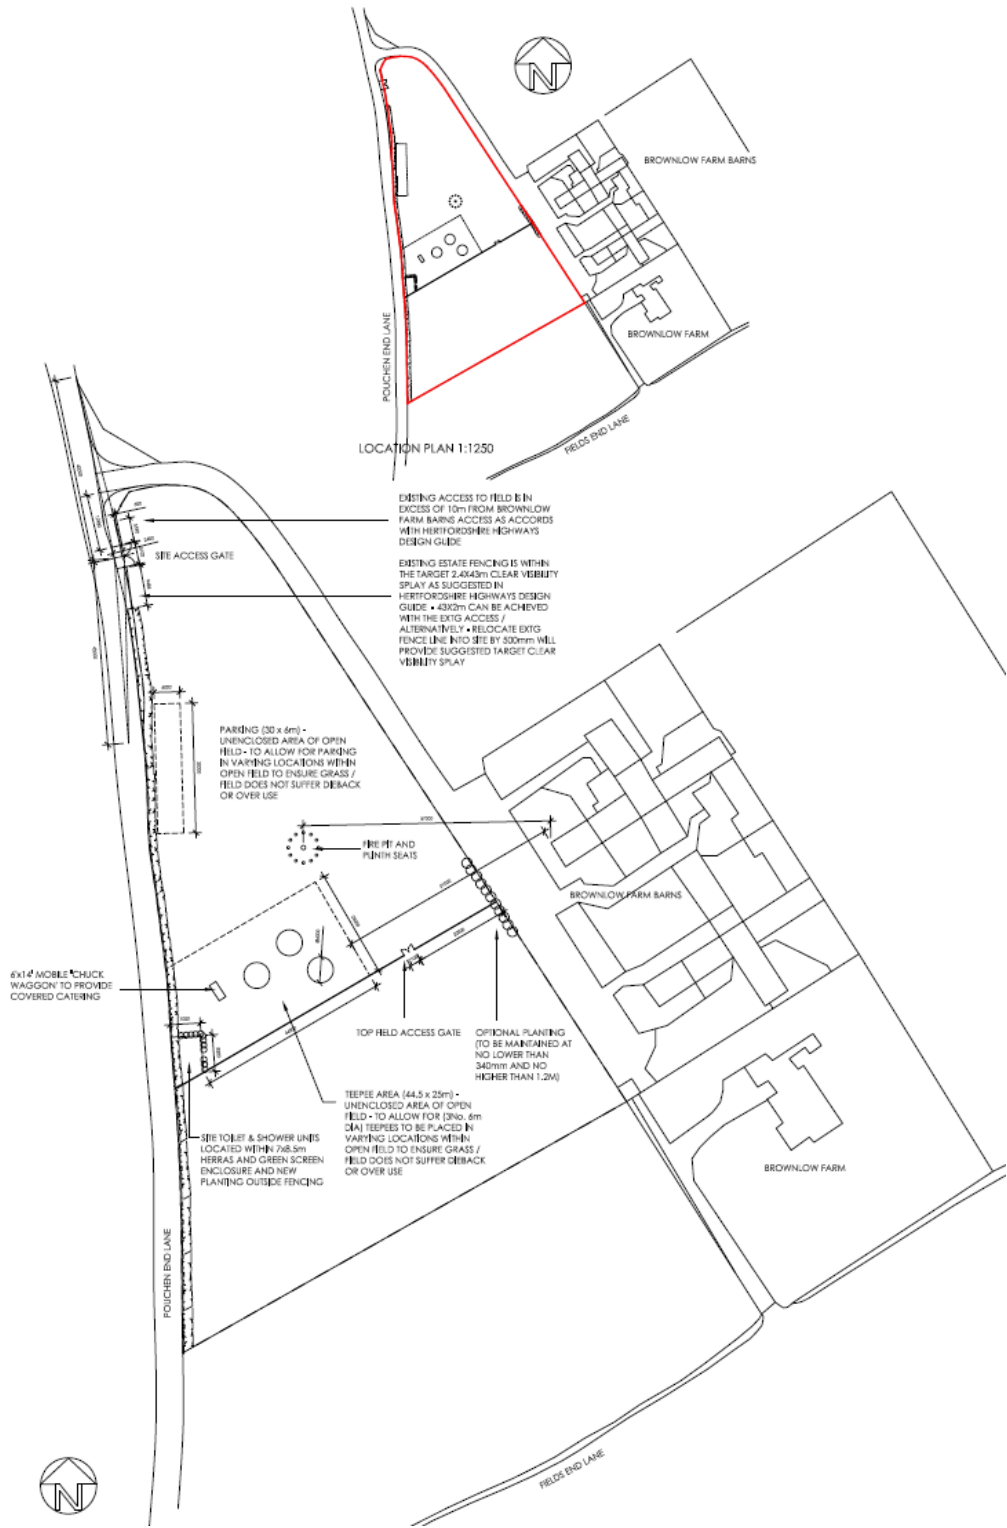 N
BROWNLOW FARM BARNS
BROWNLOW FARM
POUCHEN END LANE
FIELDS END LANE
LOCATION PLAN 1:1250
EXISTING ACCESS TO FIELD IS IN
EXCESS OF 10m FROM BROWNLOW
FARM BARNS ACCESS AS ACCORDS
WITH HERTFORDSHIRE HIGHWAYS
DESIGN GUIDE
SITE ACCESS GATE
EXISTING ESTATE FENCING IS WITHIN
THE TARGET 2.4X43m CLEAR VISIBILITY
SPLAY AS SUGGESTED IN
HERTFORDSHIRE HIGHWAYS DESIGN
GUIDE • 43X2m CAN BE ACHIEVED
WITH THE EXTG ACCESS /
ALTERNATIVELY • RELOCATE EXTG
FENCE LINE INTO SITE BY 500mm WILL
PROVIDE SUGGESTED TARGET CLEAR
VISIBILITY SPLAY
PARKING (30 x 6m) -
UNENCLOSED AREA OF OPEN
FIELD - TO ALLOW FOR PARKING
IN VARYING LOCATIONS WITHIN
OPEN FIELD TO ENSURE GRASS /
FIELD DOES NOT SUFFER DIEBACK
OR OVER USE
FIRE PIT AND
PLINTH SEATS
BROWNLOW FARM BARNS
6'x14' MOBILE 'CHUCK
WAGGON' TO PROVIDE
COVERED CATERING
TOP FIELD ACCESS GATE
OPTIONAL PLANTING
(TO BE MAINTAINED AT
NO LOWER THAN
340mm AND NO
HIGHER THAN 1.2M)
TEEPEE AREA (44.5 x 25m) -
UNENCLOSED AREA OF OPEN
FIELD - TO ALLOW FOR (3No. 6m
DIA) TEEPEES TO BE PLACED IN
VARYING LOCATIONS WITHIN
OPEN FIELD TO ENSURE GRASS /
FIELD DOES NOT SUFFER DIEBACK
OR OVER USE
SITE TOILET & SHOWER UNITS
LOCATED WITHIN 7x8.5m
HERRAS AND GREEN SCREEN
ENCLOSURE AND NEW
PLANTING OUTSIDE FENCING
BROWNLOW FARM
POUCHEN END LANE
FIELDS END LANE
N